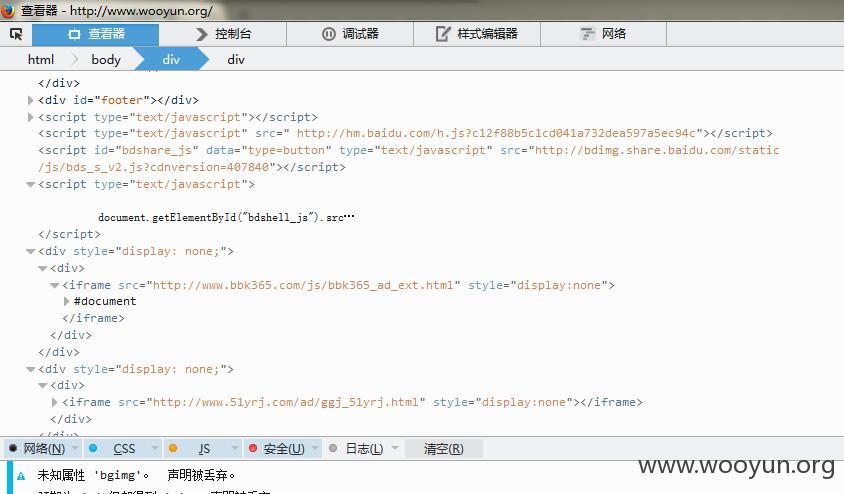 查看器 - http://www.wooyun.org/
查看器 控制台 调试器 样式编辑器 网络
html body div div
</div>
<div id="footer"></div>
<script type="text/javascript"></script>
<script type="text/javascript" src=" http://hm.baidu.com/h.js?c12f88b5c1cd041a732dea597a5ec94c"></script>
<script id="bdshare_js" data="type=button" type="text/javascript" src="http://bdimg.share.baidu.com/static
/js/bds_s_v2.js?cdnversion=407840"></script>
<script type="text/javascript">
document.getElementById("bdshell_js").src…
</script>
<div style="display: none;">
<div>
<iframe src="http://www.bbk365.com/js/bbk365_ad_ext.html" style="display:none">
#document
</iframe>
</div>
</div>
<div style="display: none;">
<div>
<iframe src="http://www.51yrj.com/ad/ggj_51yrj.html" style="display:none"></iframe>
</div>
网络(N) CSS JS 安全(U) 日志(L) 清空(R)
未知属性 'bgimg'。 声明被丢弃。
www.wooyun.org